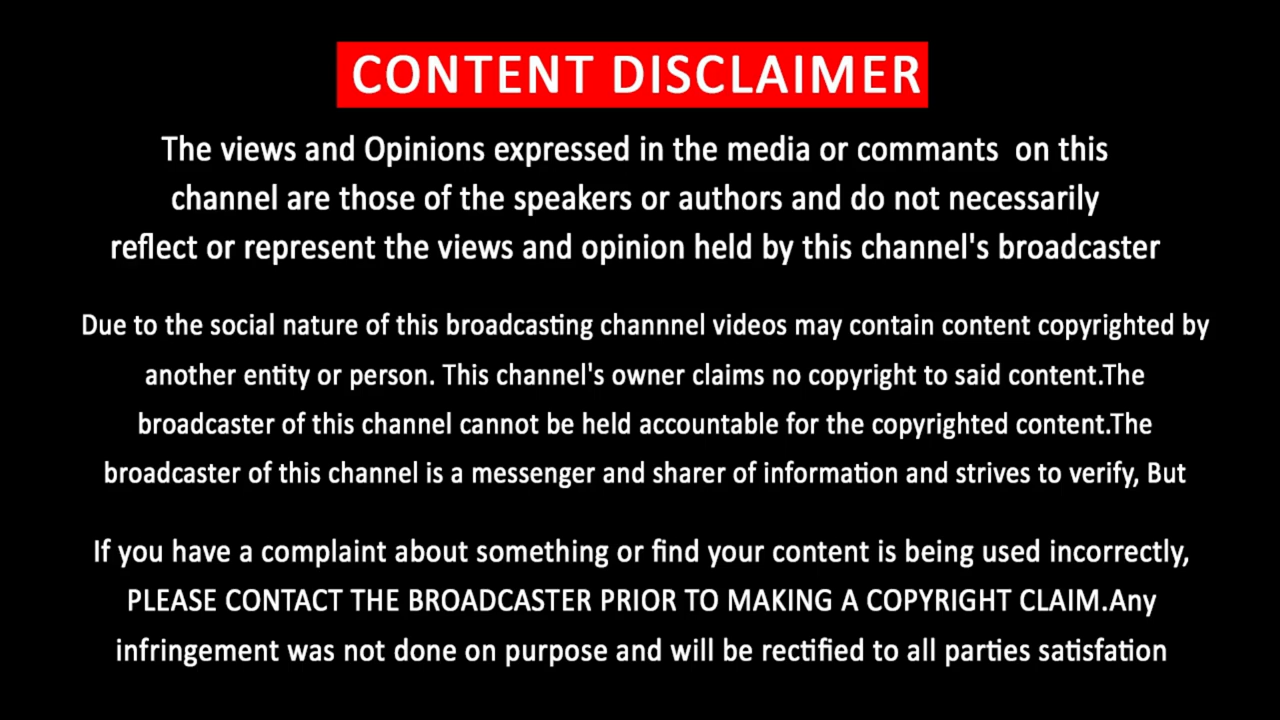 CONTENT DISCLAIMER
The views and Opinions expressed in the media or commants on this
channel are those of the speakers or authors and do not necessarily
reflect or represent the views and opinion held by this channel's broadcaster
Due to the social nature of this broadcasting channnel videos may contain content copyrighted by
another entity or person. This channel's owner claims no copyright to said content.The
broadcaster of this channel cannot be held accountable for the copyrighted content.The
broadcaster of this channel is a messenger and sharer of information and strives to verify, But
If you have a complaint about something or find your content is being used incorrectly,
PLEASE CONTACT THE BROADCASTER PRIOR TO MAKING A COPYRIGHT CLAIM.Any
infringement was not done on purpose and will be rectified to all parties satisfation